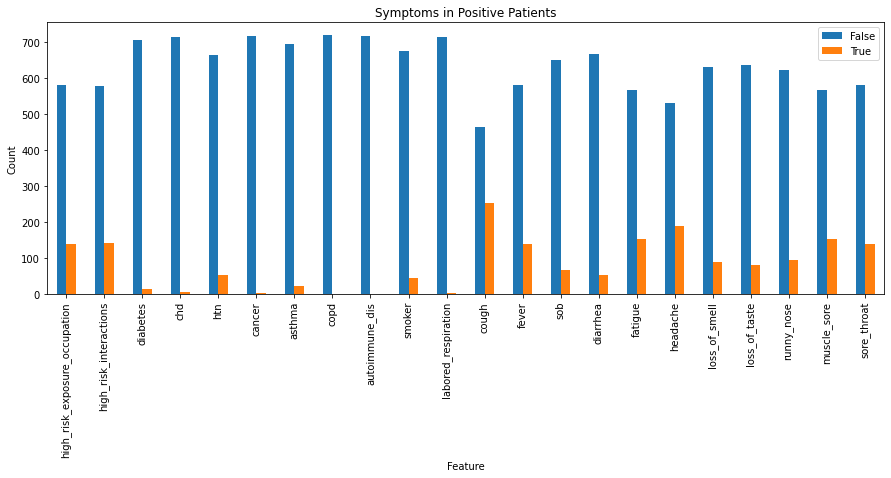 Symptoms in Positive Patients
False
True
Count
700
600
500
400
300
200
100
0
high_risk_exposure_occupation
high_risk_interactions
diabetes
chd
htn
cancer
asthma
copd
autoimmune_dis
smoker
labored_respiration
cough
fever
sob
diarrhea
fatigue
headache
loss_of_smell
loss_of_taste
runny_nose
muscle_sore
sore_throat
Feature